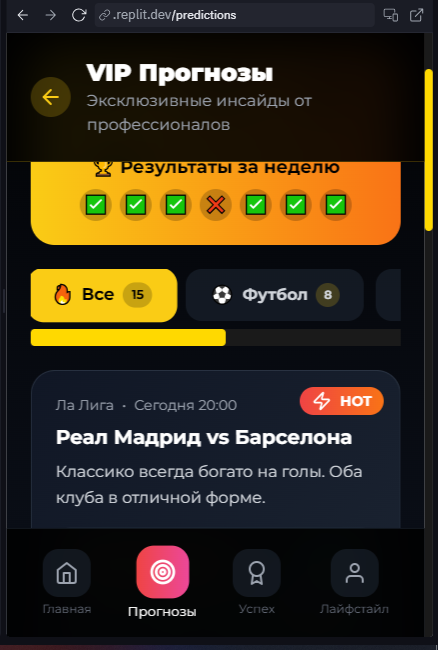 .replit.dev/predictions
VIP Прогнозы
Эксклюзивные инсайды от
профессионалов
Результаты за неделю
Все 15
Футбол 8
HOT
Ла Лига • Сегодня 20:00
Реал Мадрид vs Барселона
Классико всегда богато на голы. Оба
клуба в отличной форме.
Главная
Прогнозы
Успех
Лайфстайл